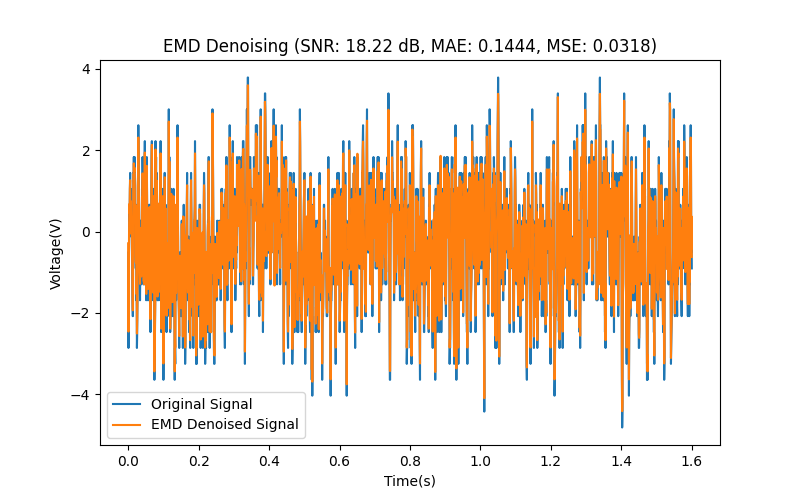 EMD Denoising (SNR: 18.22 dB, MAE: 0.1444, MSE: 0.0318)
4
2
0
−2
−4
Voltage(V)
Original Signal
EMD Denoised Signal
0.0 0.2 0.4 0.6 0.8 1.0 1.2 1.4 1.6
Time(s)